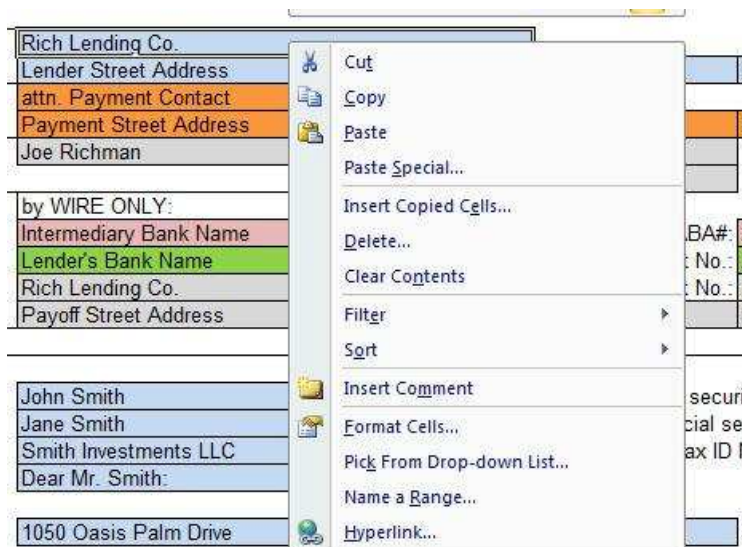 Rich Lending Co.
Lender Street Address
attn. Payment Contact
Payment Street Address
Joe Richman
by WIRE ONLY:
Intermediary Bank Name ABA#:
Lender's Bank Name No.:
Rich Lending Co. No.:
Payoff Street Address
John Smith securi
Jane Smith cial se
Smith Investments LLC ax ID
Dear Mr. Smith:
1050 Oasis Palm Drive
Cut
Copy
Paste
Paste Special...
Insert Copied Cells...
Delete...
Clear Contents
Filter
Sort
Insert Comment
Format Cells...
Pick From Drop-down List...
Name a Range...
Hyperlink...